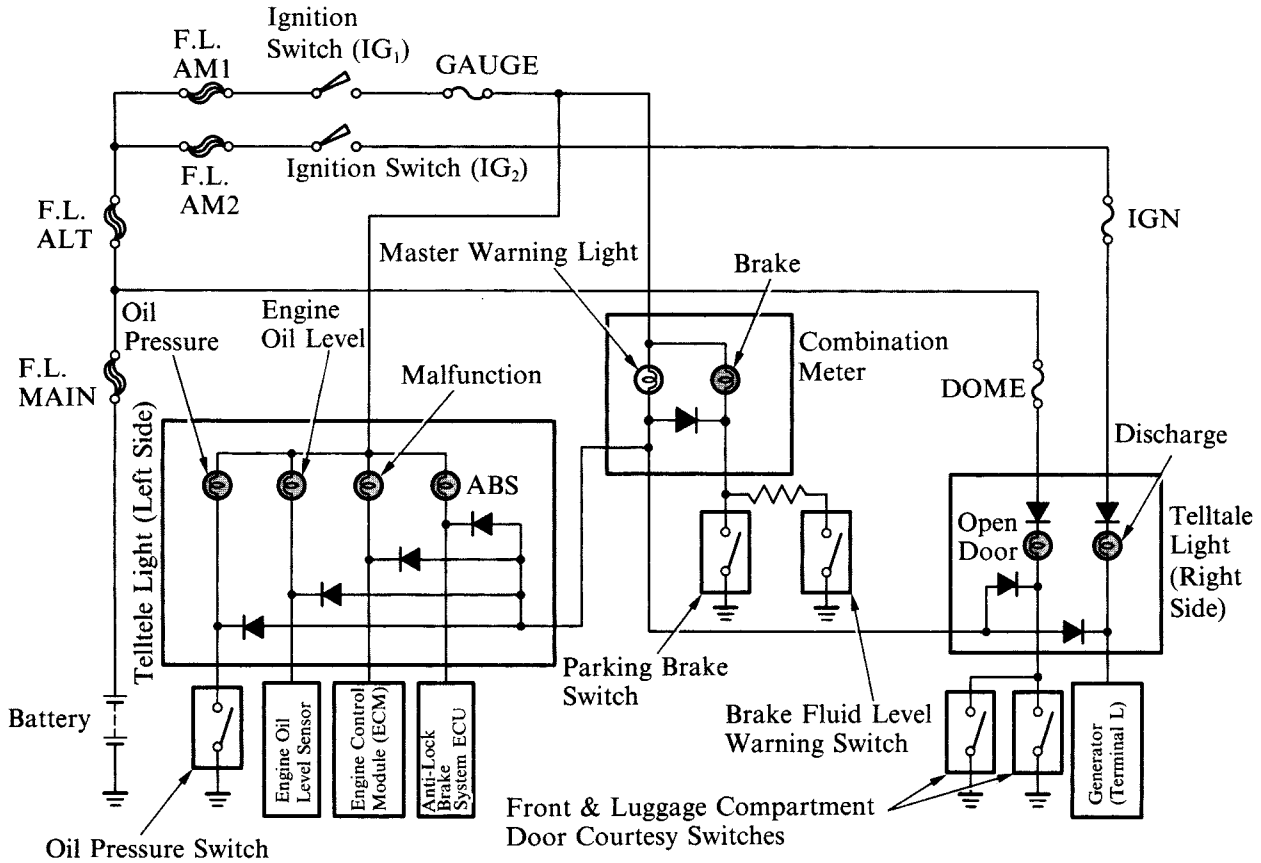 Ignition
Switch (IG₁)
F.L.
AM1
GAUGE
Ignition Switch (IG₂)
F.L.
AM2
F.L.
ALT
IGN
Master Warning Light
Brake
Oil
Pressure
Engine
Oil Level
Combination
Meter
F.L.
MAIN
Malfunction
DOME
Discharge
Telltele Light (Left Side)
ABS
Open
Door
Telltale
Light
(Right
Side)
Parking Brake
Switch
Battery
Engine Oil
Level Sensor
Engine Control
Module (ECM)
Anti-Lock
Brake
System ECU
Brake Fluid Level
Warning Switch
Generator
(Terminal L)
Front & Luggage Compartment
Door Courtesy Switches
Oil Pressure Switch